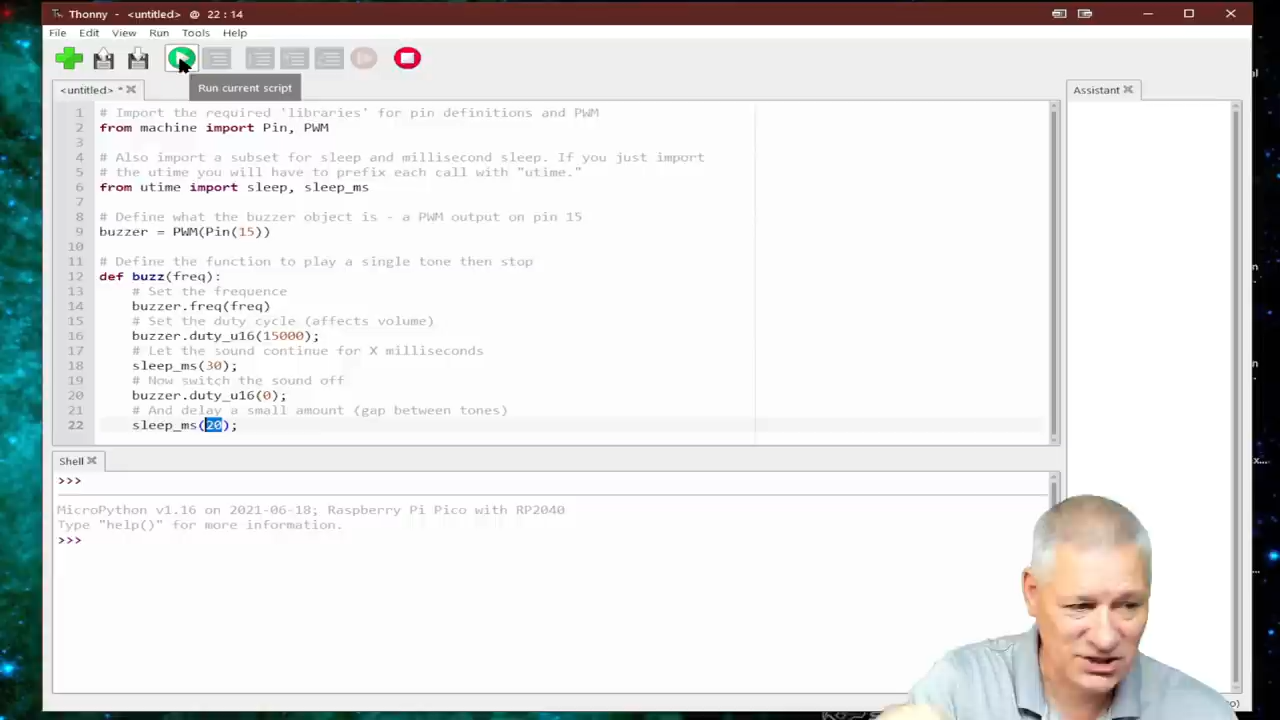 Thonny - <untitled> @ 22 : 14
File Edit View Run Tools Help
Run current script
<untitled> *
Assistant
1 # Import the required 'libraries' for pin definitions and PWM
2 from machine import Pin, PWM
3
4 # Also import a subset for sleep and millisecond sleep. If you just import
5 # the utime you will have to prefix each call with "utime."
6 from utime import sleep, sleep_ms
7
8 # Define what the buzzer object is - a PWM output on pin 15
9 buzzer = PWM(Pin(15))
10
11 # Define the function to play a single tone then stop
12 def buzz(freq):
13 # Set the frequence
14 buzzer.freq(freq)
15 # Set the duty cycle (affects volume)
16 buzzer.duty_u16(15000);
17 # Let the sound continue for X milliseconds
18 sleep_ms(30);
19 # Now switch the sound off
20 buzzer.duty_u16(0);
21 # And delay a small amount (gap between tones)
22 sleep_ms(20);
Shell
>>>
MicroPython v1.16 on 2021-06-18; Raspberry Pi Pico with RP2040
Type "help()" for more information.
>>>